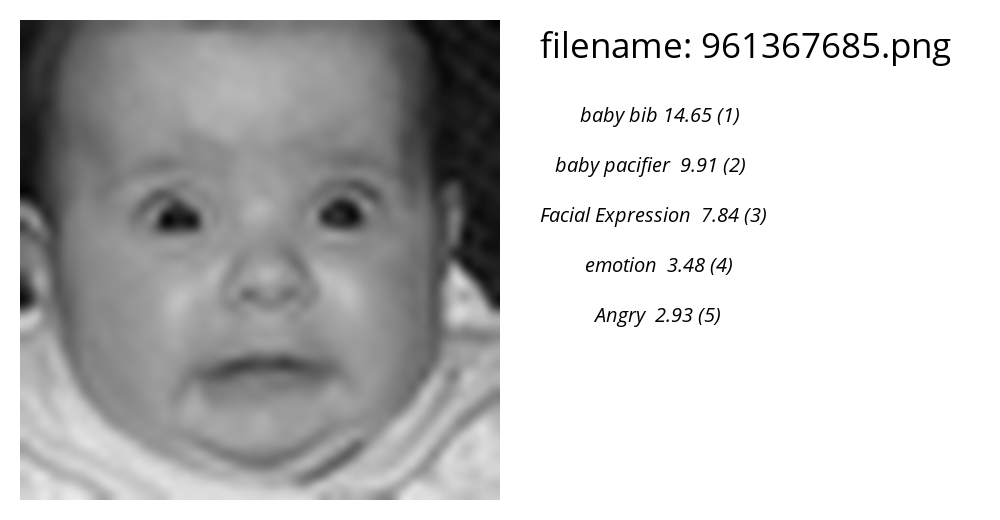 filename: 961367685.png
baby bib 14.65 (1)
baby pacifier 9.91 (2)
Facial Expression 7.84 (3)
emotion 3.48 (4)
Angry 2.93 (5)